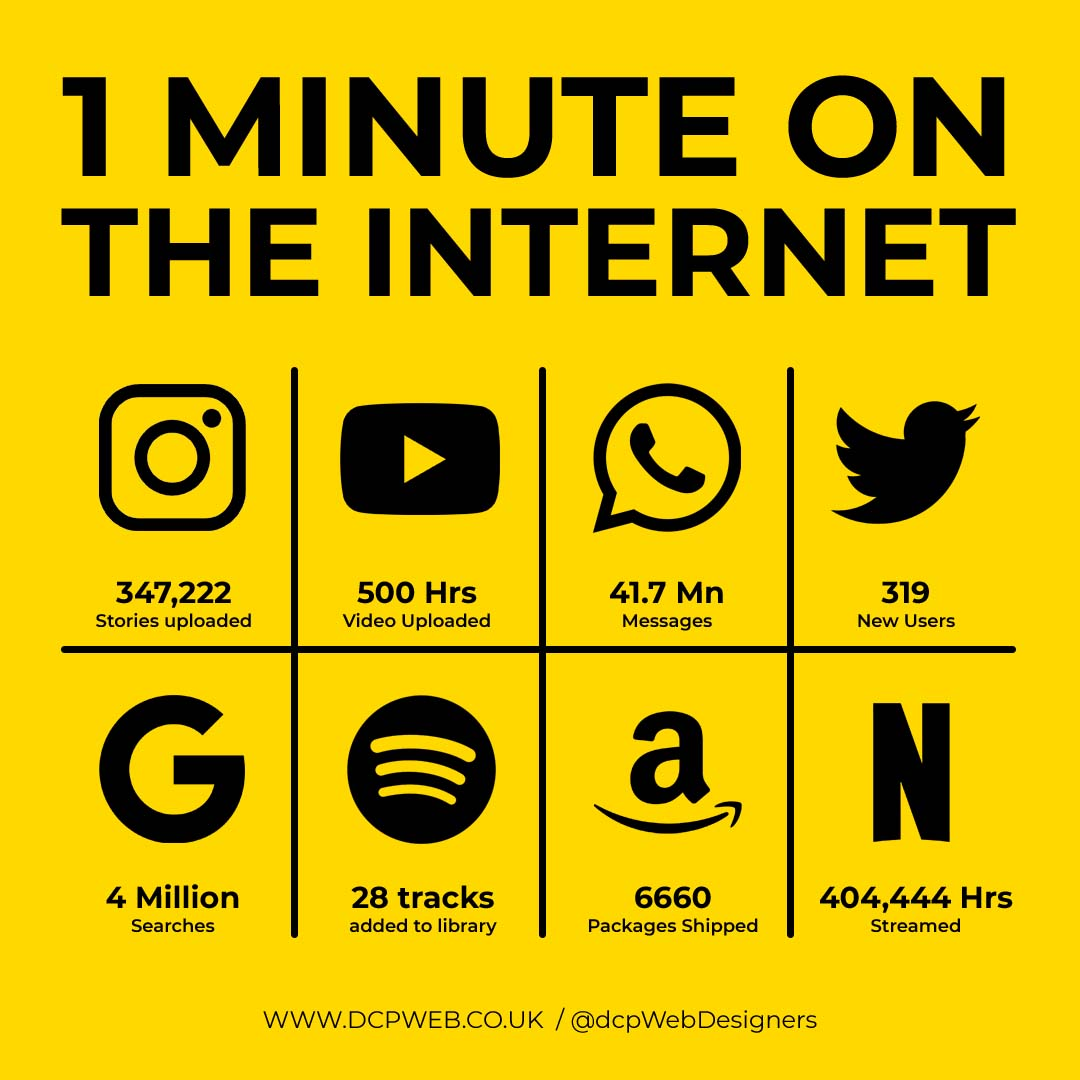 1 MINUTE ON
THE INTERNET
347,222
Stories uploaded
500 Hrs
Video Uploaded
41.7 Mn
Messages
319
New Users
4 Million
Searches
28 tracks
added to library
6660
Packages Shipped
404,444 Hrs
Streamed
WWW.DCPWEB.CO.UK / @dcpWebDesigners